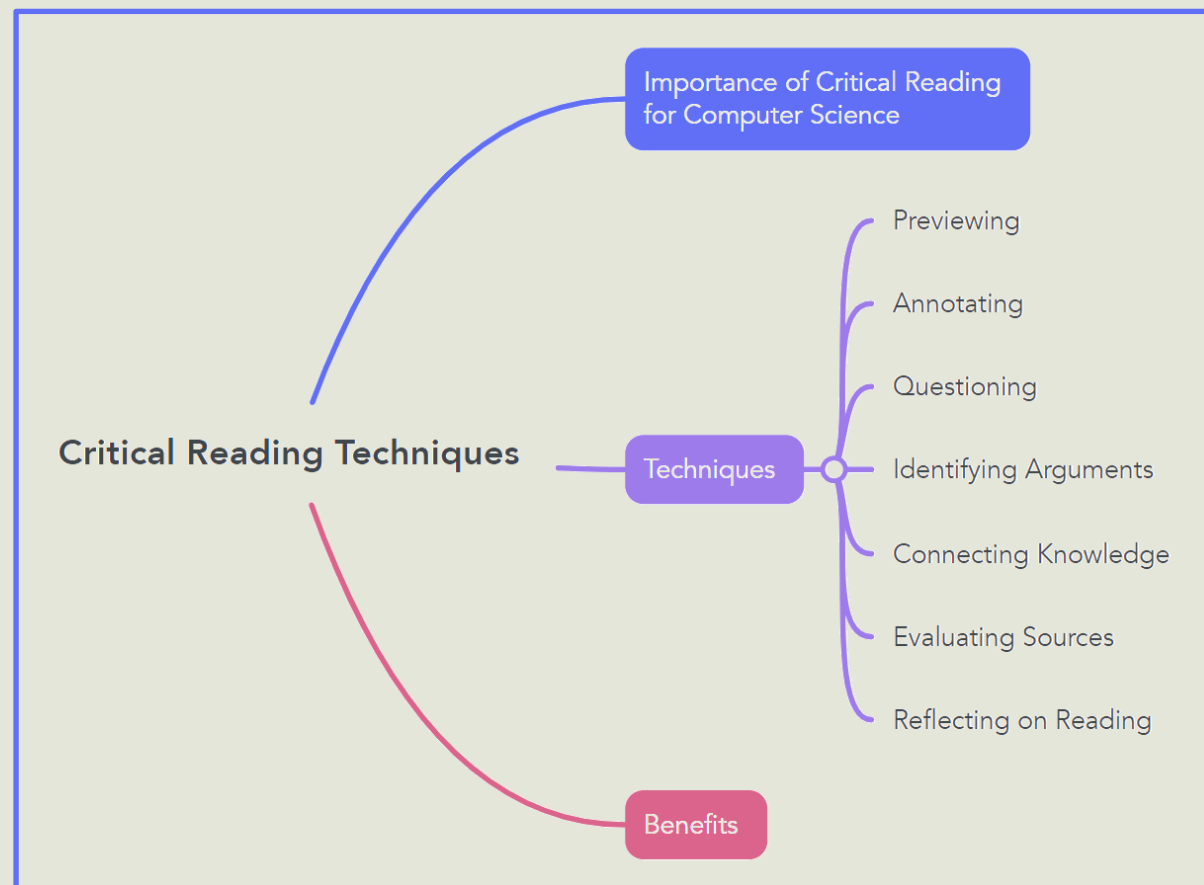 Critical Reading Techniques
Importance of Critical Reading
for Computer Science
Techniques
Previewing
Annotating
Questioning
Identifying Arguments
Connecting Knowledge
Evaluating Sources
Reflecting on Reading
Benefits